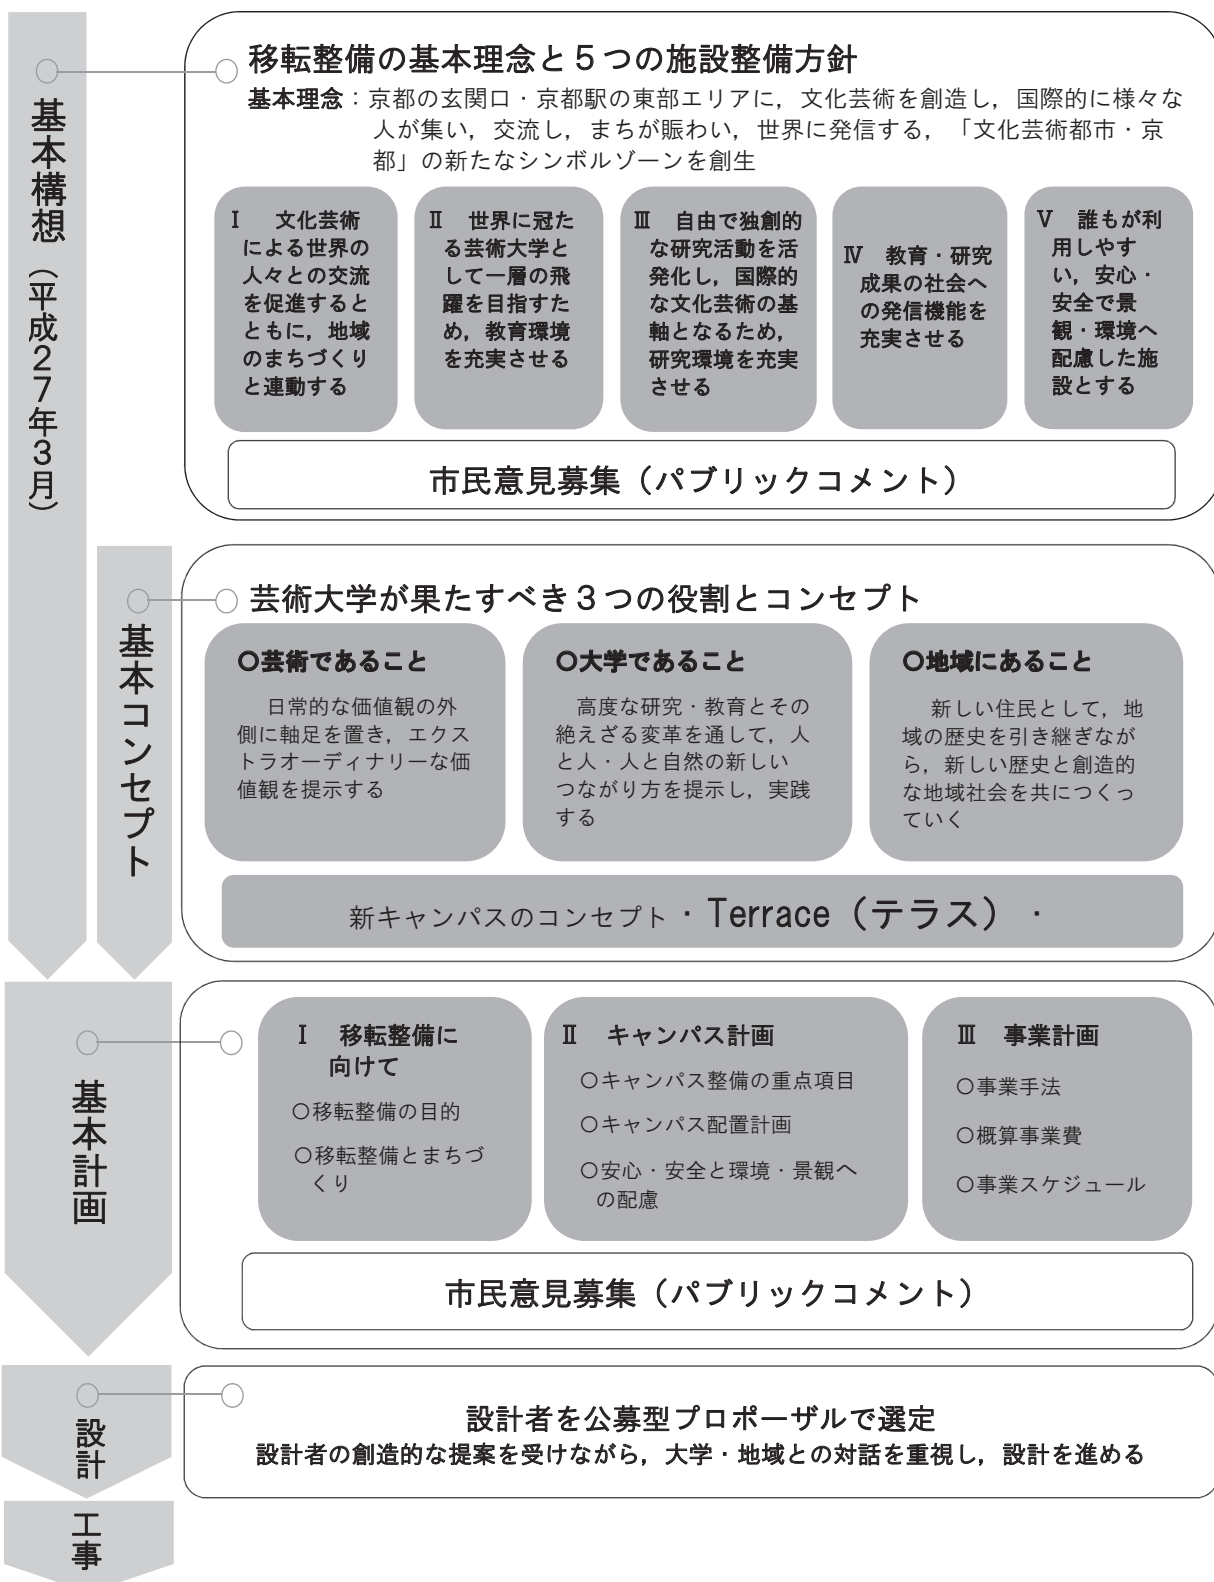 基本構想（平成２７年３月）
移転整備の基本理念と５つの施設整備方針
基本理念：京都の玄関口・京都駅の東部エリアに，文化芸術を創造し，国際的に様々な
人が集い，交流し，まちが賑わい，世界に発信する，「文化芸術都市・京
都」の新たなシンボルゾーンを創生
Ⅰ　文化芸術
による世界の
人々との交流
を促進すると
ともに，地域
のまちづくり
と連動する
Ⅱ　世界に冠た
る芸術大学と
して一層の飛
躍を目指すた
め，教育環境
を充実させる
Ⅲ　自由で独創的
な研究活動を活
発化し，国際的
な文化芸術の基
軸となるため，
研究環境を充実
させる
Ⅳ　教育・研究
成果の社会へ
の発信機能を
充実させる
Ⅴ　誰もが利
用しやす
い，安心・
安全で景
観・環境へ
配慮した施
設とする
市民意見募集（パブリックコメント）
基本コンセプト
芸術大学が果たすべき３つの役割とコンセプト
○芸術であること
日常的な価値観の外
側に軸足を置き，エクス
トラオーディナリーな価
値観を提示する
○大学であること
高度な研究・教育とその
絶えざる変革を通して，人
と人・人と自然の新しい
つながり方を提示し，実践
する
○地域にあること
新しい住民として，地
域の歴史を引き継ぎなが
ら，新しい歴史と創造的
な地域社会を共につくっ
ていく
新キャンパスのコンセプト・Terrace（テラス）・
基本計画
Ⅰ　移転整備に
向けて
○移転整備の目的
○移転整備とまちづ
くり
Ⅱ　キャンパス計画
○キャンパス整備の重点項目
○キャンパス配置計画
○安心・安全と環境・景観へ
の配慮
Ⅲ　事業計画
○事業手法
○概算事業費
○事業スケジュール
市民意見募集（パブリックコメント）
設計
設計者を公募型プロポーザルで選定
設計者の創造的な提案を受けながら，大学・地域との対話を重視し，設計を進める
工事